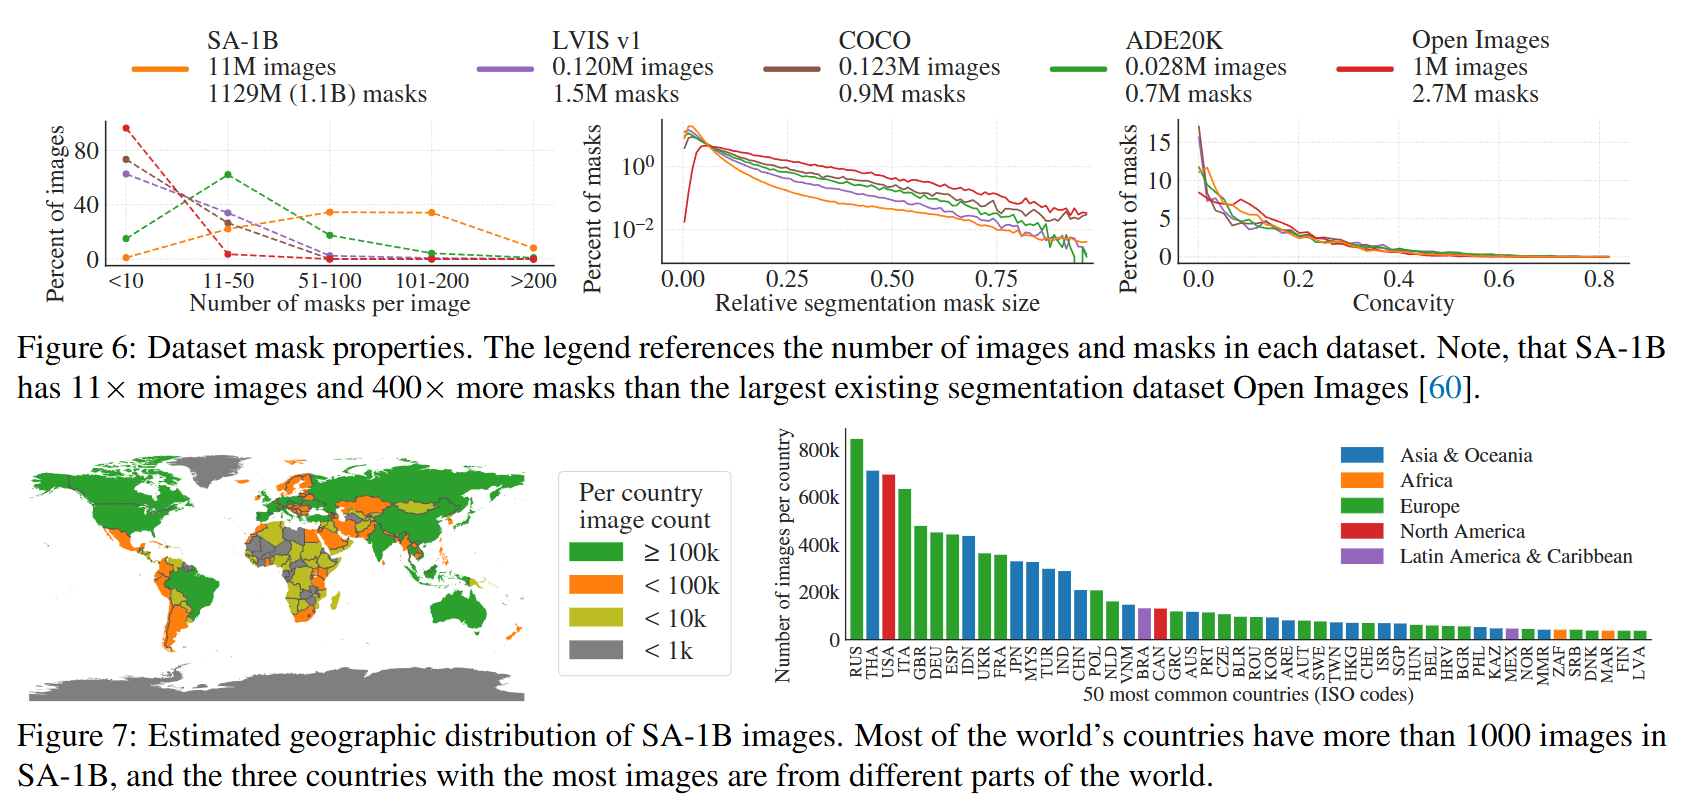 SA-1B
11M images
1129M (1.1B) masks
LVIS v1
0.120M images
1.5M masks
COCO
0.123M images
0.9M masks
ADE20K
0.028M images
0.7M masks
Open Images
1M images
2.7M masks
Percent of images
80
40
0
<10
11-50
51-100
101-200
>200
Number of masks per image
Percent of masks
10⁰
10⁻²
0.00
0.25
0.50
0.75
Relative segmentation mask size
Percent of masks
15
10
5
0
0.0
0.2
0.4
0.6
0.8
Concavity
Figure 6: Dataset mask properties. The legend references the number of images and masks in each dataset. Note, that SA-1B
has 11× more images and 400× more masks than the largest existing segmentation dataset Open Images [60].
Per country
image count
≥ 100k
< 100k
< 10k
< 1k
Number of images per country
800k
600k
400k
200k
0
Asia & Oceania
Africa
Europe
North America
Latin America & Caribbean
RUS
THA
USA
ITA
GBR
DEU
ESP
IDN
UKR
FRA
JPN
MYS
TUR
IND
CHN
POL
NLD
VNM
BRA
CAN
GRC
AUS
PRT
CZE
BLR
ROU
KOR
ARE
AUT
SWE
TWN
HKG
CHE
ISR
SGP
HUN
BEL
HRV
BGR
PHL
KAZ
MEX
NOR
MMR
ZAF
SRB
DNK
MAR
FIN
LVA
50 most common countries (ISO codes)
Figure 7: Estimated geographic distribution of SA-1B images. Most of the world's countries have more than 1000 images in
SA-1B, and the three countries with the most images are from different parts of the world.